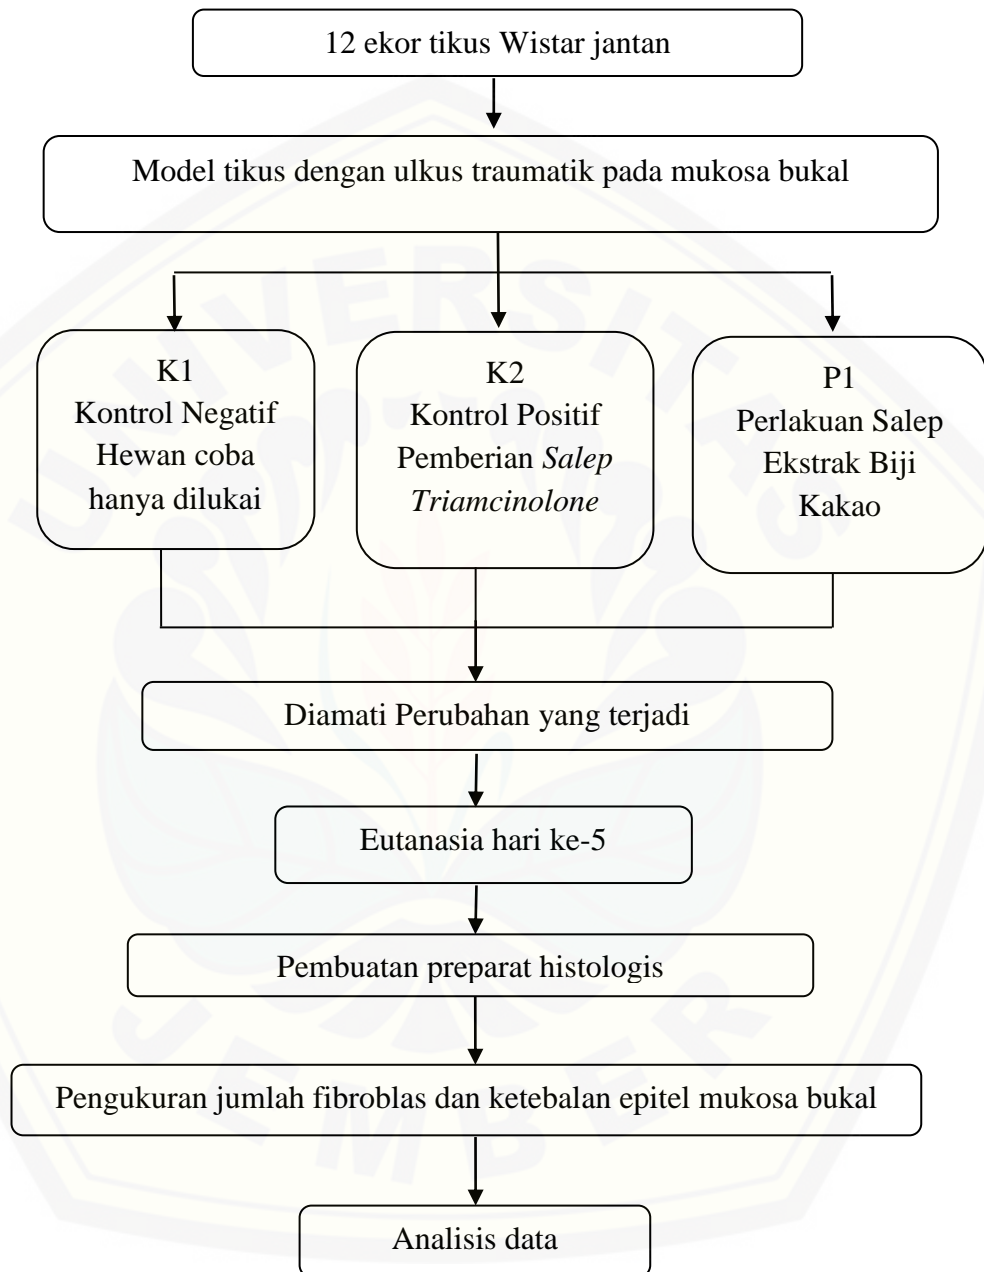 12 ekor tikus Wistar jantan
Model tikus dengan ulkus traumatik pada mukosa bukal
K1
Kontrol Negatif
Hewan coba
hanya dilukai
K2
Kontrol Positif
Pemberian Salep
Triamcinolone
P1
Perlakuan Salep
Ekstrak Biji
Kakao
Diamati Perubahan yang terjadi
Eutanasia hari ke-5
Pembuatan preparat histologis
Pengukuran jumlah fibroblas dan ketebalan epitel mukosa bukal
Analisis data
UNIVERSITAS
JEMBER